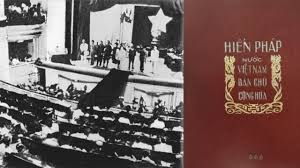 HIẾN PHÁP
NƯỚC
VIỆT NAM
DÂN CHỦ
CỘNG HÒA